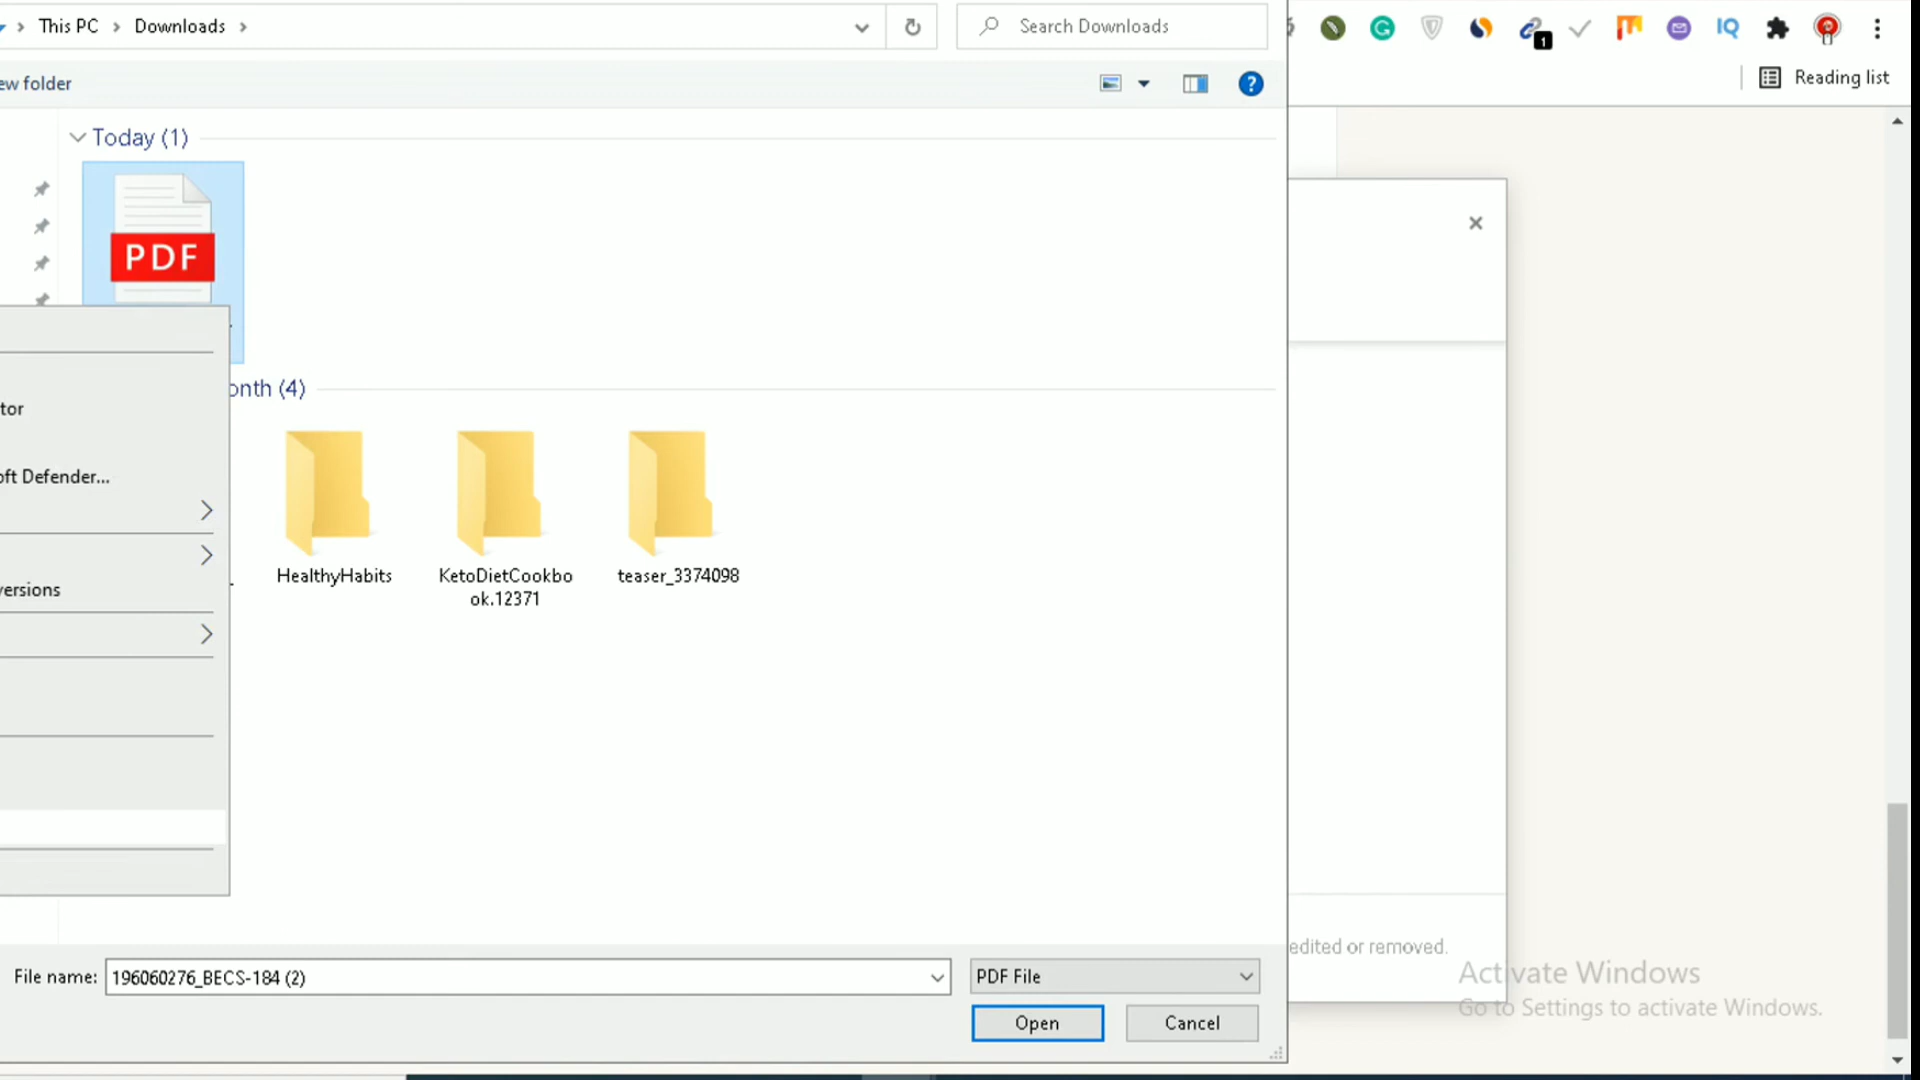 This PC
Downloads
Search Downloads
1
IQ
ew folder
Reading list
Today (1)
PDF
onth (4)
tor
oft Defender...
ersions
HealthyHabits
KetoDietCookbo
ok.12371
teaser_3374098
edited or removed.
File name:
196060276_BECS-184 (2)
PDF File
Activate Windows
Go to Settings to activate Windows.
Open
Cancel